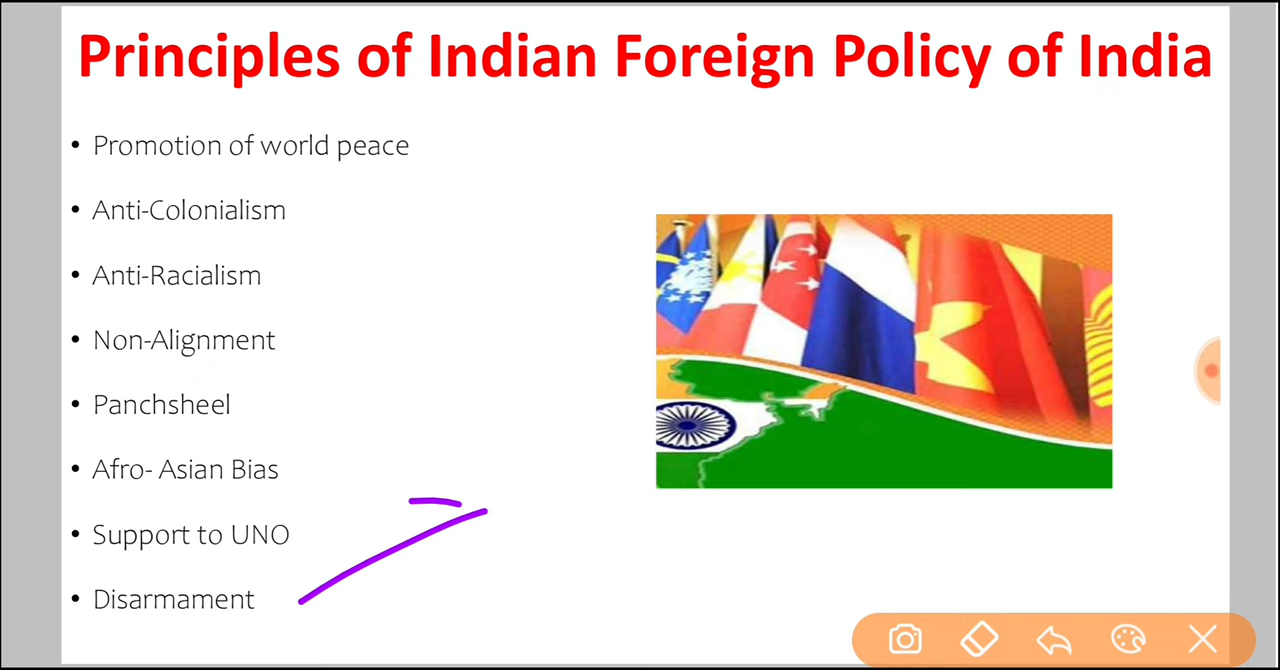 Principles of Indian Foreign Policy of India
• Promotion of world peace
• Anti-Colonialism
• Anti-Racialism
• Non-Alignment
• Panchsheel
• Afro- Asian Bias
• Support to UNO
• Disarmament